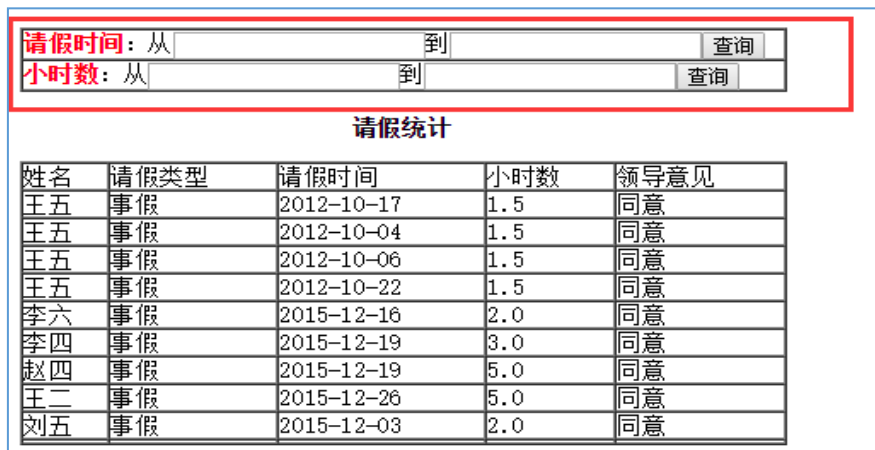 请假时间：从 到 查询
小时数：从 到 查询
请假统计
姓名 请假类型 请假时间 小时数 领导意见
王五 事假 2012-10-17 1.5 同意
王五 事假 2012-10-04 1.5 同意
王五 事假 2012-10-06 1.5 同意
王五 事假 2012-10-22 1.5 同意
李六 事假 2015-12-16 2.0 同意
李四 事假 2015-12-19 3.0 同意
赵四 事假 2015-12-19 5.0 同意
王二 事假 2015-12-26 5.0 同意
刘五 事假 2015-12-03 2.0 同意